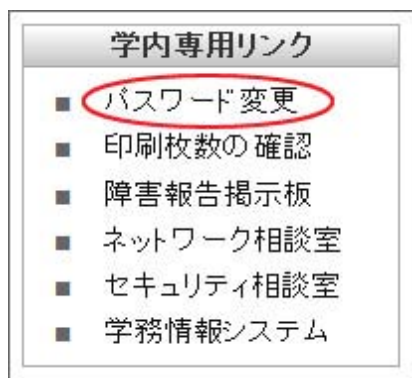 学内専用リンク
パスワード変更
印刷枚数の確認
障害報告掲示板
ネットワーク相談室
セキュリティ相談室
学務情報システム